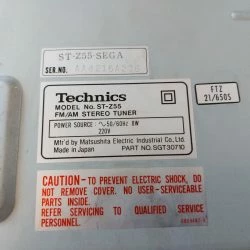 ST-Z55-SEGA
SER.NO.
Technics
MODEL No. ST-Z55
FM/AM STEREO TUNER
POWER SOURCE : ~50/60Hz 8W
220V
Mfr'd by Matsushita Electric Industrial Co., Ltd.
Made in Japan PART NO.SGT30710
FTZ
21/650S
CAUTION– TO PREVENT ELECTRIC SHOCK, DO
NOT REMOVE COVER. NO USER-SERVICEABLE
PARTS INSIDE.
REFER SERVICING TO QUALIFIED SERVICE
PERSONNEL.